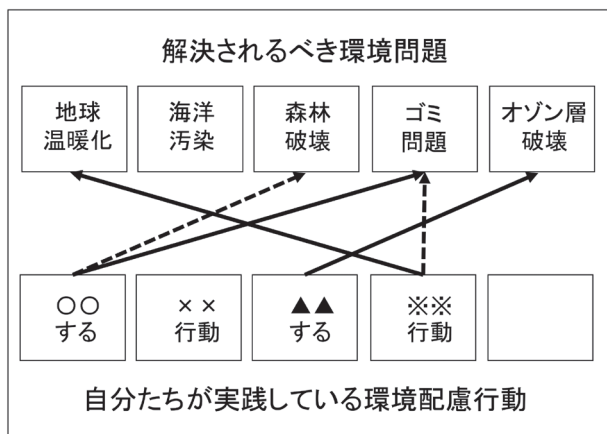 解決されるべき環境問題
地球
温暖化
海洋
汚染
森林
破壊
ゴミ
問題
オゾン層
破壊
○○
する
××
行動
▲▲
する
※※
行動
自分たちが実践している環境配慮行動